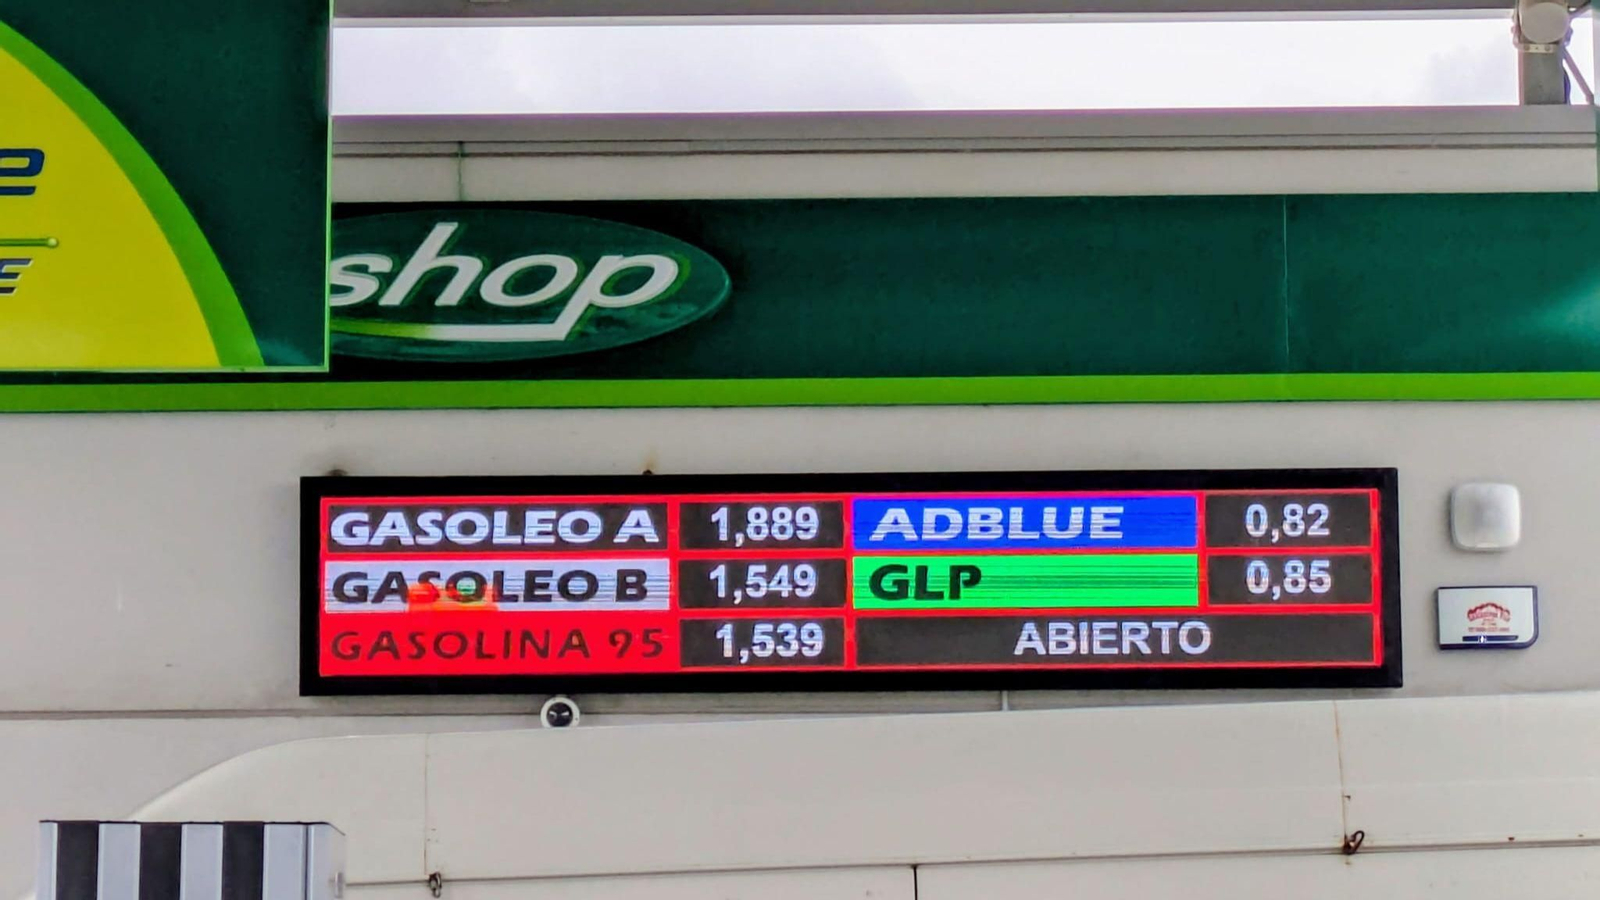 shop
GASOLEO A 1,889 ADBLUE 0,82
GASOLEO B 1,549 GLP 0,85
GASOLINA 95 1,539 ABIERTO